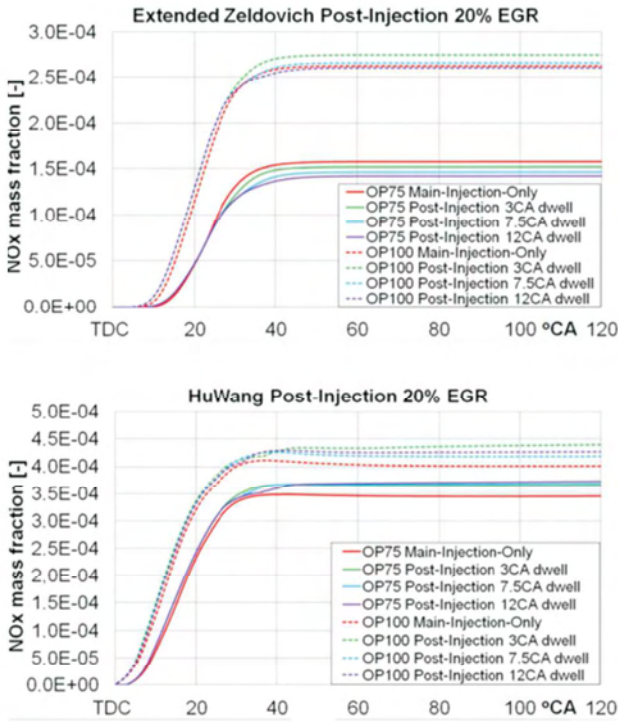 Extended Zeldovich Post-Injection 20% EGR
NOx mass fraction [-]
3.0E-04
2.5E-04
2.0E-04
1.5E-04
1.0E-04
5.0E-05
0.0E+00
OP75 Main-Injection-Only
OP75 Post-Injection 3CA dwell
OP75 Post-Injection 7.5CA dwell
OP75 Post-Injection 12CA dwell
OP100 Main-Injection-Only
OP100 Post-Injection 3CA dwell
OP100 Post-Injection 7.5CA dwell
OP100 Post-Injection 12CA dwell
TDC 20 40 60 80 100 ºCA 120
HuWang Post-Injection 20% EGR
NOx mass fraction [-]
5.0E-04
4.5E-04
4.0E-04
3.5E-04
3.0E-04
2.5E-04
2.0E-04
1.5E-04
1.0E-04
5.0E-05
0.0E+00
OP75 Main-Injection-Only
OP75 Post-Injection 3CA dwell
OP75 Post-Injection 7.5CA dwell
OP75 Post-Injection 12CA dwell
OP100 Main-Injection-Only
OP100 Post-Injection 3CA dwell
OP100 Post-Injection 7.5CA dwell
OP100 Post-Injection 12CA dwell
TDC 20 40 60 80 100 ºCA 120